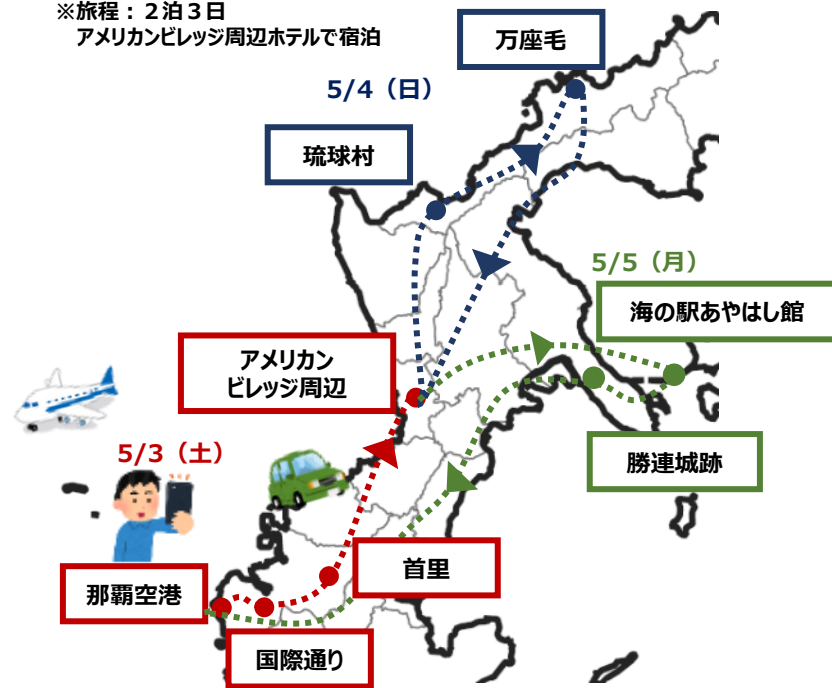 ※旅程：２泊３日
アメリカンビレッジ周辺ホテルで宿泊
万座毛
5/4（日）
琉球村
5/5（月）
海の駅あやはし館
アメリカン
ビレッジ周辺
5/3（土）
勝連城跡
首里
那覇空港
国際通り